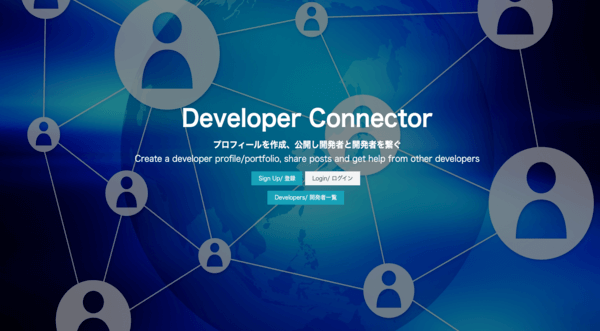 Developer Connector
プロフィールを作成、公開し開発者と開発者を繋ぐ
Create a developer profile/portfolio, share posts and get help from other developers
Sign Up/ 登録
Login/ ログイン
Developers/ 開発者一覧